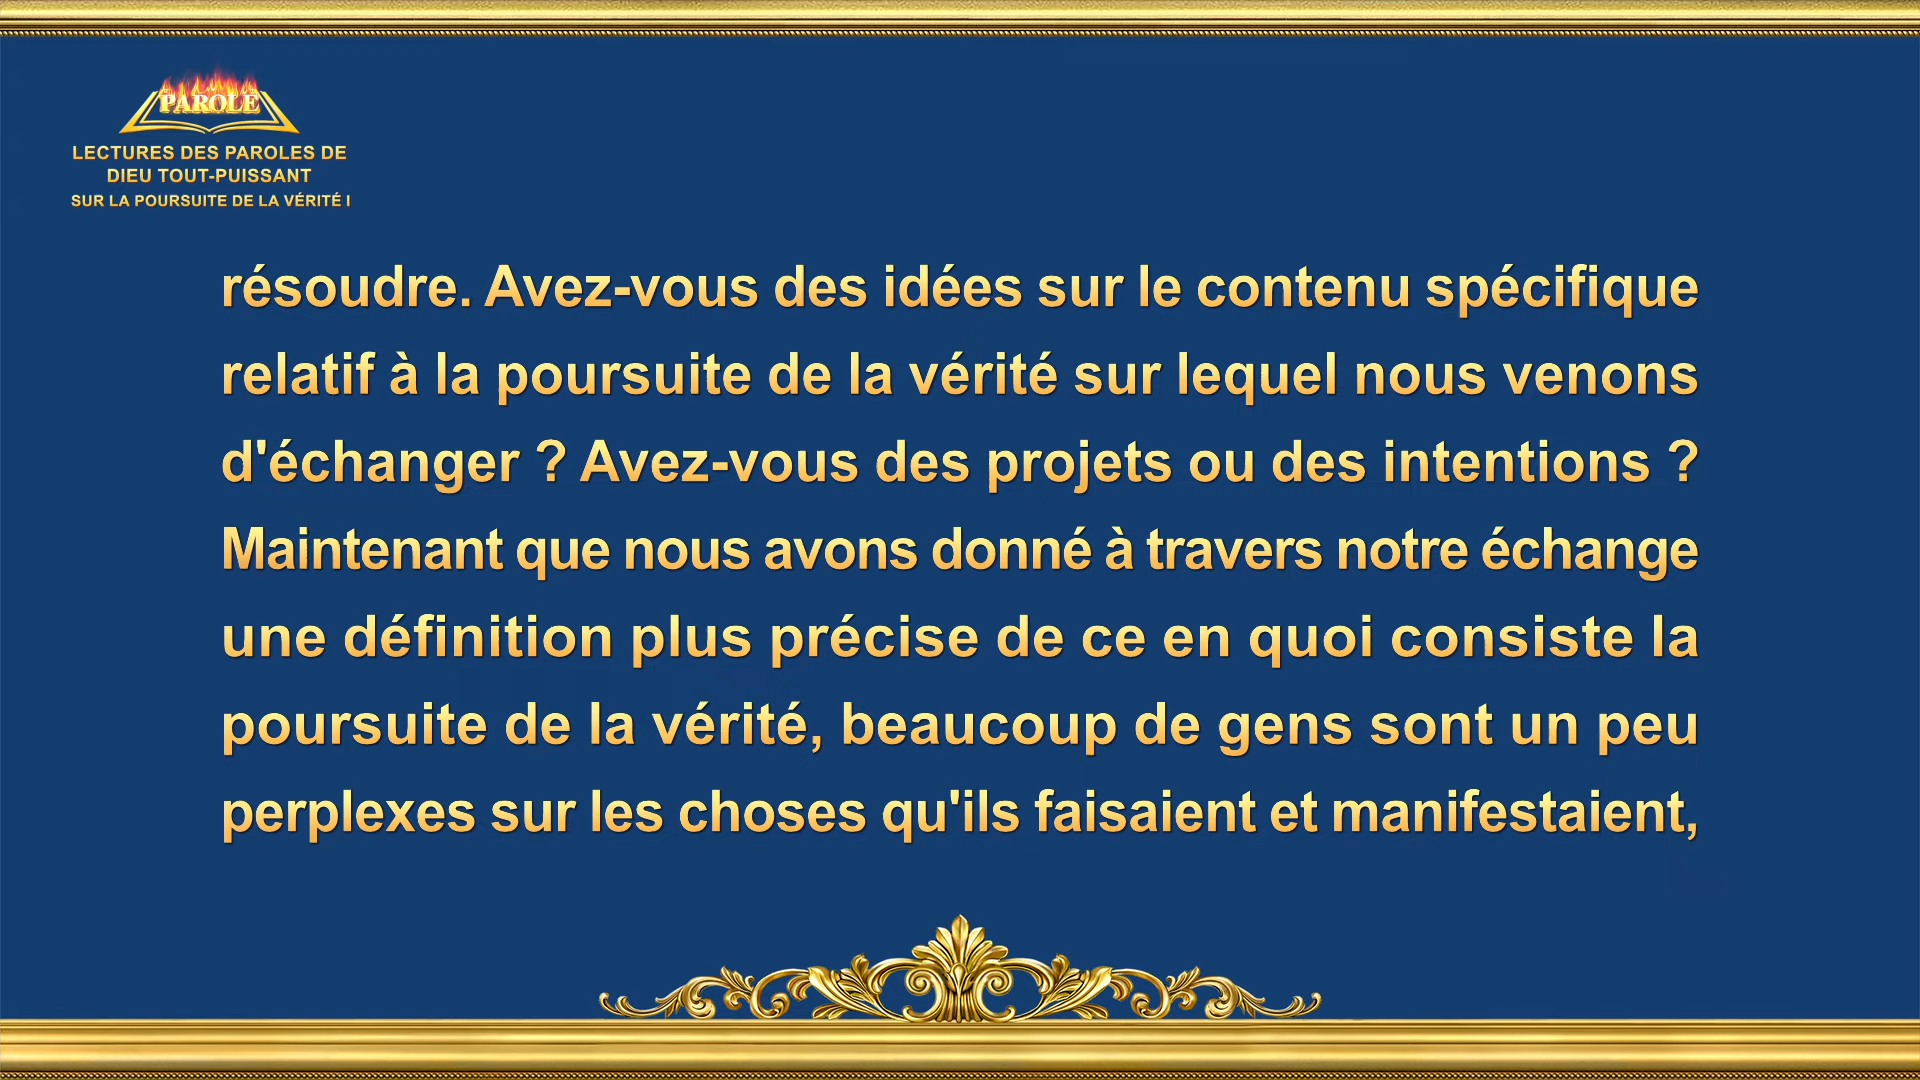 PAROLE
LECTURES DES PAROLES DE
DIEU TOUT-PUISSANT
SUR LA POURSUITE DE LA VÉRITÉ I
résoudre. Avez-vous des idées sur le contenu spécifique
relatif à la poursuite de la vérité sur lequel nous venons
d'échanger ? Avez-vous des projets ou des intentions ?
Maintenant que nous avons donné à travers notre échange
une définition plus précise de ce en quoi consiste la
poursuite de la vérité, beaucoup de gens sont un peu
perplexes sur les choses qu'ils faisaient et manifestaient,